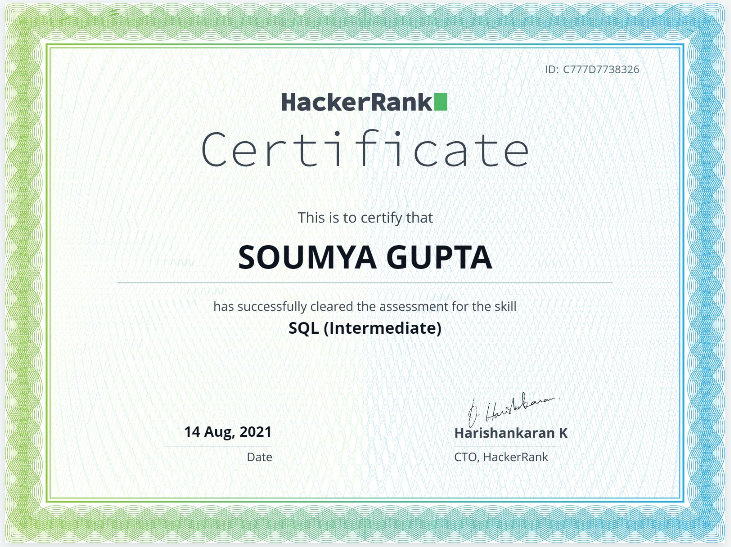 ID: C777D7738326
HackerRank
Certificate
This is to certify that
SOUMYA GUPTA
has successfully cleared the assessment for the skill
SQL (Intermediate)
14 Aug, 2021
Date
Harishankaran
Harishankaran K
CTO, HackerRank